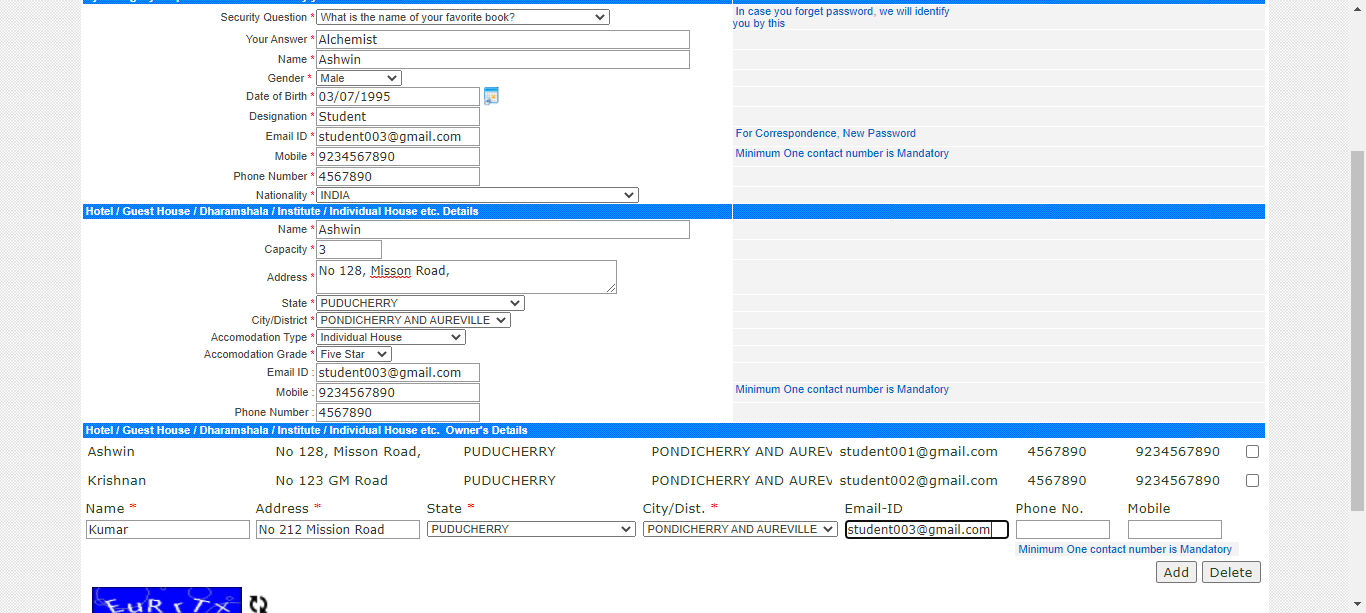 Security Question * What is the name of your favorite book? In case you forget password, we will identify
you by this
Your Answer * Alchemist
Name * Ashwin
Gender * Male
Date of Birth * 03/07/1995
Designation * Student
Email ID * student003@gmail.com For Correspondence, New Password
Mobile * 9234567890 Minimum One contact number is Mandatory
Phone Number * 4567890
Nationality * INDIA
Hotel / Guest House / Dharamshala / Institute / Individual House etc. Details
Name * Ashwin
Capacity * 3
Address * No 128, Misson Road,
State * PUDUCHERRY
City/District * PONDICHERRY AND AUREVILLE
Accomodation Type * Individual House
Accomodation Grade * Five Star
Email ID : student003@gmail.com
Mobile : 9234567890 Minimum One contact number is Mandatory
Phone Number : 4567890
Hotel / Guest House / Dharamshala / Institute / Individual House etc. Owner's Details
Ashwin No 128, Misson Road, PUDUCHERRY PONDICHERRY AND AUREV student001@gmail.com 4567890 9234567890
Krishnan No 123 GM Road PUDUCHERRY PONDICHERRY AND AUREV student002@gmail.com 4567890 9234567890
Name * Address * State * City/Dist. * Email-ID Phone No. Mobile
Kumar No 212 Mission Road PUDUCHERRY PONDICHERRY AND AUREVILLE student003@gmail.com
Minimum One contact number is Mandatory
Add Delete